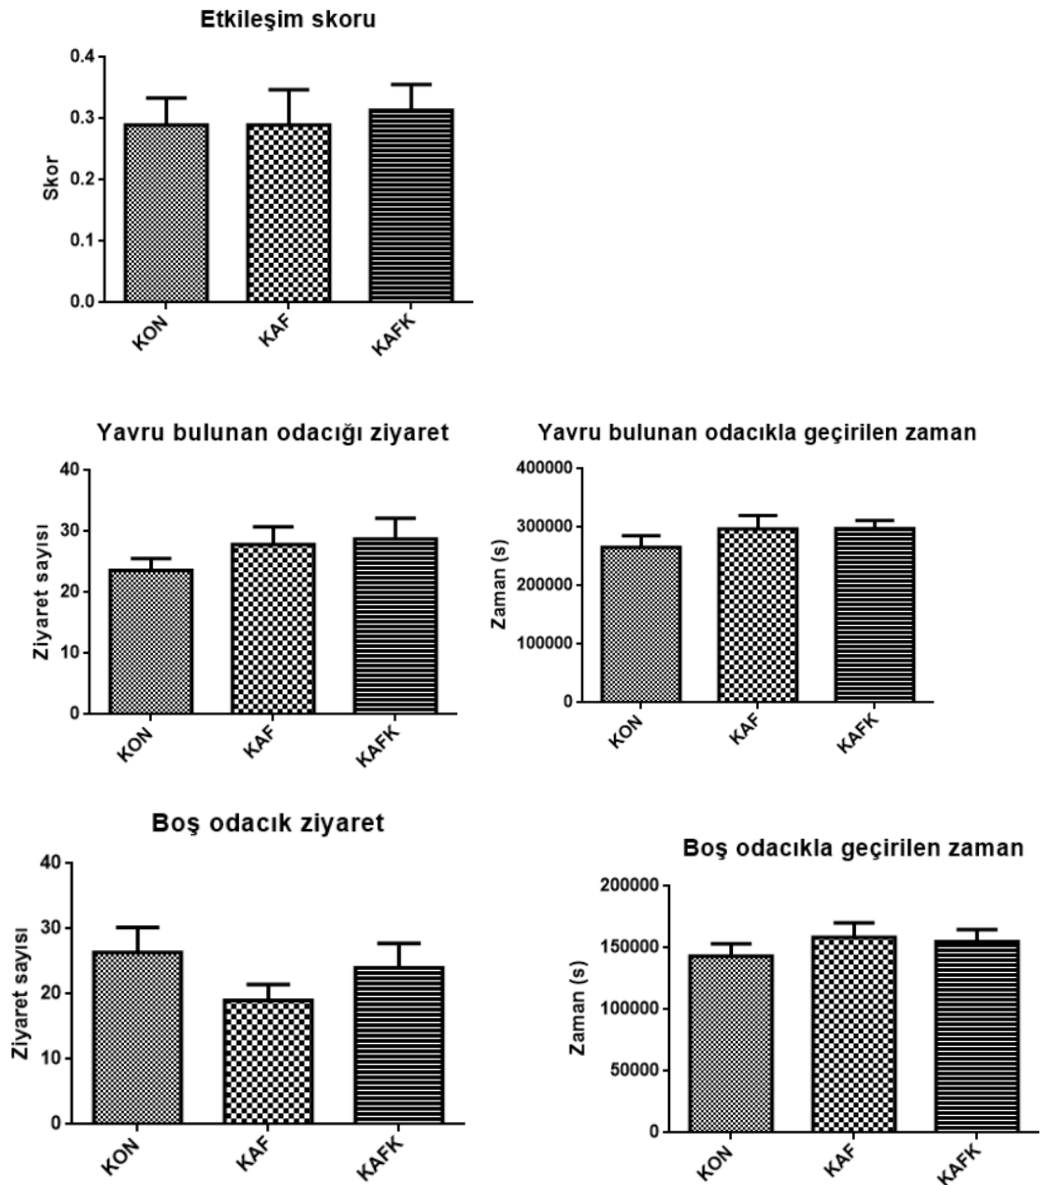 Etkileşim skoru
0.4
0.3
0.2
0.1
0.0
Skor
KON
KAF
KAFK
Yavru bulunan odacığı ziyaret
40
30
20
10
0
Ziyaret sayısı
KON
KAF
KAFK
Yavru bulunan odacıkla geçirilen zaman
400000
300000
200000
100000
0
Zaman (s)
KON
KAF
KAFK
Boş odacık ziyaret
40
30
20
10
0
Ziyaret sayısı
KON
KAF
KAFK
Boş odacıkla geçirilen zaman
200000
150000
100000
50000
0
Zaman (s)
KON
KAF
KAFK